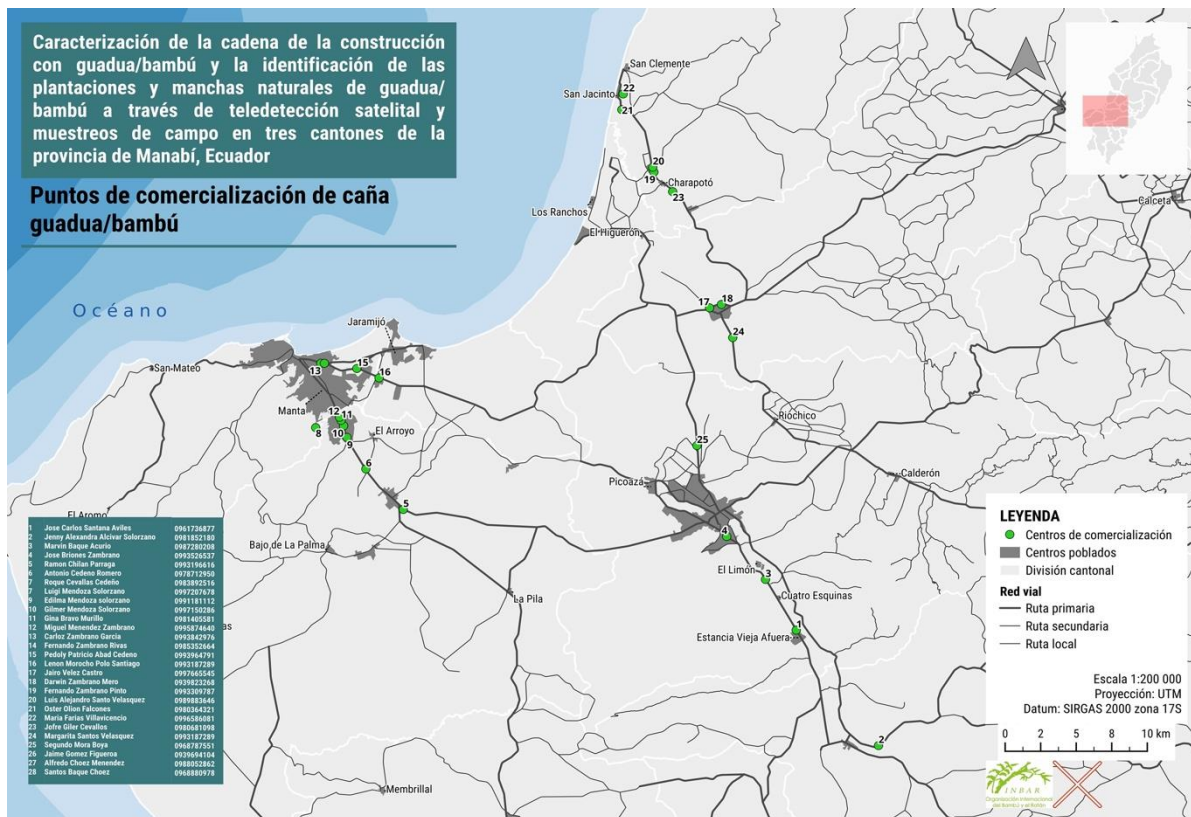 Caracterización de la cadena de la construcción
con guadua/bambú y la identificación de las
plantaciones y manchas naturales de guadua/
bambú a través de teledetección satelital y
muestreos de campo en tres cantones de la
provincia de Manabí, Ecuador
Puntos de comercialización de caña
guadua/bambú
Océano
San Clemente
San Jacinto
22
21
20
19
Charapotó
23
Los Ranchos
El Higuerón
Calceta
17
18
24
Jaramijó
San Mateo
13
15
16
Manta
12
11
10
8
9
El Arroyo
6
5
Ríochico
25
Picoazá
Calderón
4
El Limón
3
Cuatro Esquinas
1
Estancia Vieja Afuera
2
El Aromo
Bajo de La Palma
La Pila
Membrillal
1 Jose Carlos Santana Aviles 0961736877
2 Jenny Alexandra Alcivar Solorzano 0981852180
3 Marvin Baque Acurio 0987280208
4 Jose Briones Zambrano 0993526537
5 Ramon Chilan Parraga 0993196616
6 Antonio Cedeno Romero 0978712950
7 Roque Cevallas Cedeño 0983892516
7 Luigi Mendoza Solorzano 0997207678
9 Edilma Mendoza solorzano 0991181112
10 Gilmer Mendoza Solorzano 0997150286
11 Gina Bravo Murillo 0981405581
12 Miguel Menendez Zambrano 0995874640
13 Carloz Zambrano Garcia 0993842976
14 Fernando Zambrano Rivas 0985352664
15 Pedoly Patricio Abad Cedeno 0993964791
16 Lenon Morocho Polo Santiago 0993187289
17 Jairo Velez Castro 0997665545
18 Darwin Zambrano Mero 0939823268
19 Fernando Zambrano Pinto 0993309787
20 Luis Alejandro Santo Velasquez 0989883646
21 Oster Olion Falcones 0980364321
22 Maria Farias Villavicencio 0996586081
23 Jofre Giler Cevallos 0980681098
24 Margarita Santos Velasquez 0993187289
25 Segundo Mora Boya 0968787551
26 Jaime Gomez Figueroa 0939694104
27 Alfredo Choez Menendez 0988052862
28 Santos Baque Choez 0968880978
LEYENDA
Centros de comercialización
Centros poblados
División cantonal
Red vial
Ruta primaria
Ruta secundaria
Ruta local
Escala 1:200 000
Proyección: UTM
Datum: SIRGAS 2000 zona 17S
0 2 5 8 10 km
INBAR
Organización Internacional
del Bambú y el Ratán